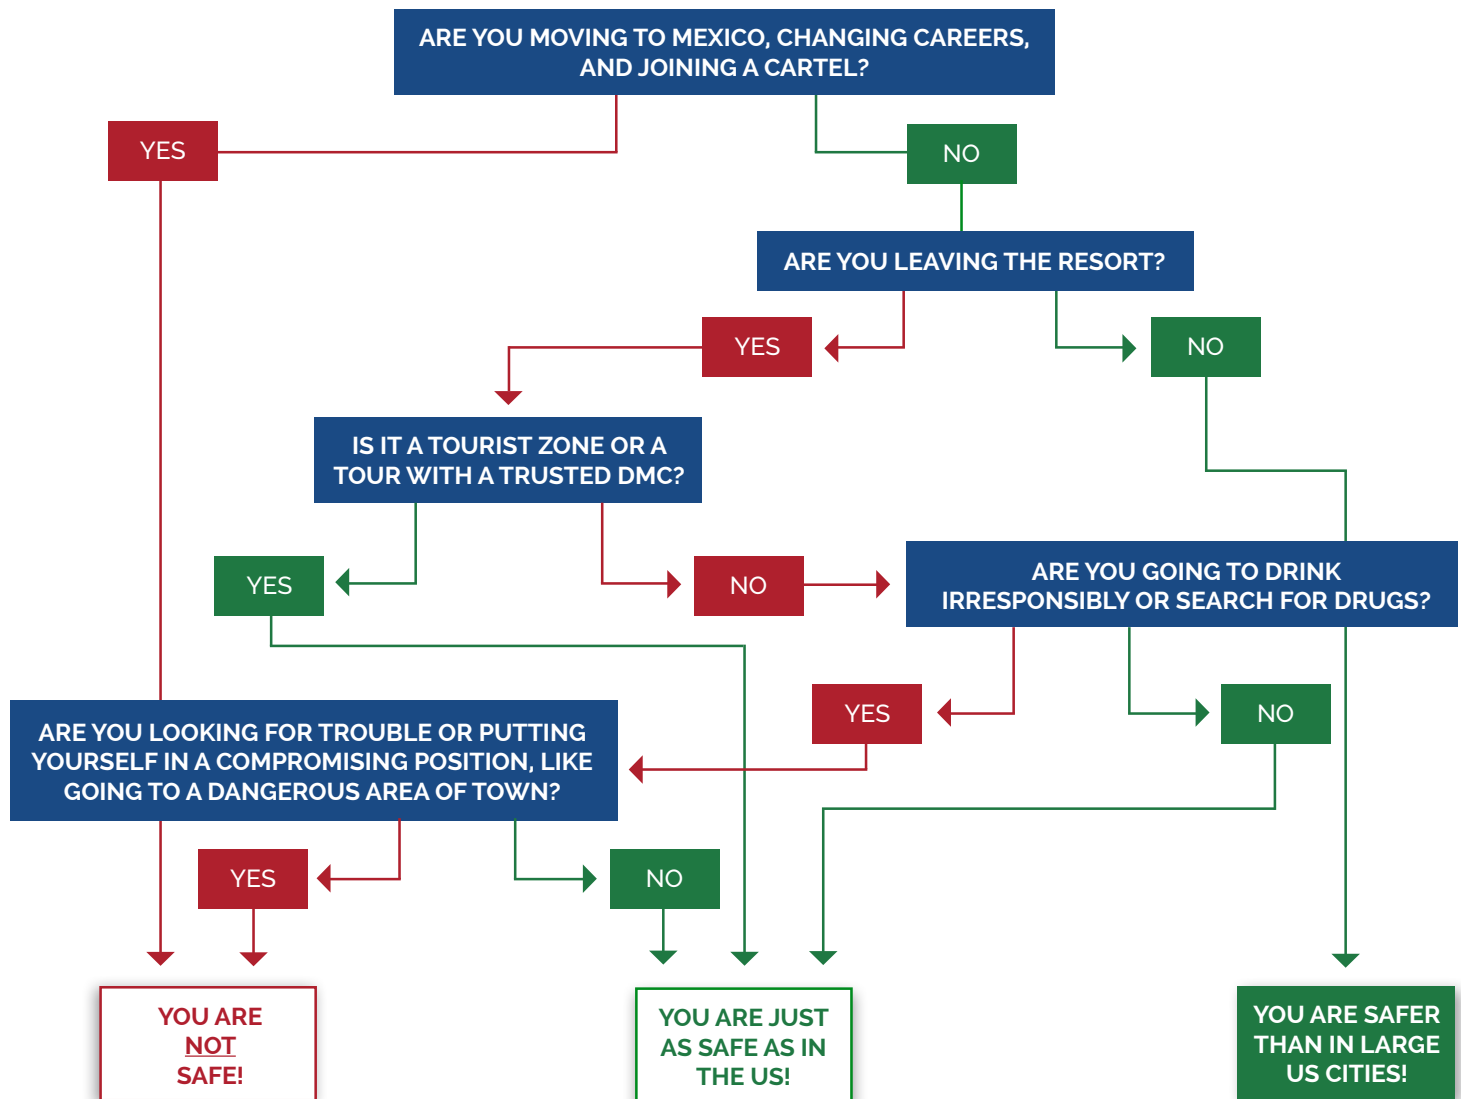 ARE YOU MOVING TO MEXICO, CHANGING CAREERS,
AND JOINING A CARTEL?
YES
NO
ARE YOU LEAVING THE RESORT?
YES
NO
IS IT A TOURIST ZONE OR A
TOUR WITH A TRUSTED DMC?
YES
NO
ARE YOU GOING TO DRINK
IRRESPONSIBLY OR SEARCH FOR DRUGS?
YES
NO
ARE YOU LOOKING FOR TROUBLE OR PUTTING
YOURSELF IN A COMPROMISING POSITION, LIKE
GOING TO A DANGEROUS AREA OF TOWN?
YES
NO
YOU ARE
NOT
SAFE!
YOU ARE JUST
AS SAFE AS IN
THE US!
YOU ARE SAFER
THAN IN LARGE
US CITIES!